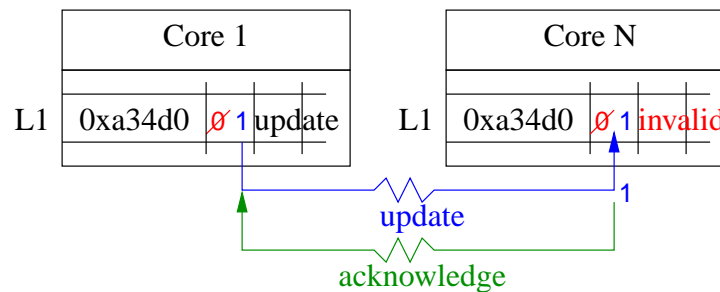 Core 1
Core N
L1 0xa34d0 0 1 update
L1 0xa34d0 0 1 invalid
1
update
acknowledge